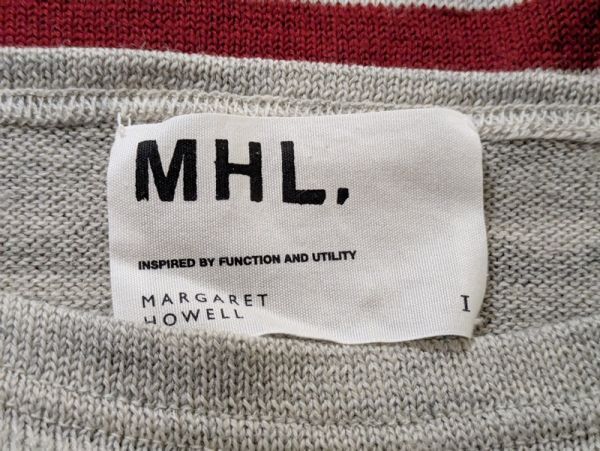 MHL.
INSPIRED BY FUNCTION AND UTILITY
MARGARET
HOWELL
I